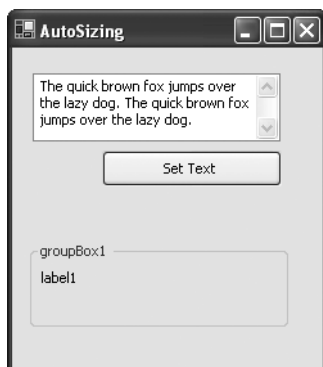 AutoSizing
The quick brown fox jumps over
the lazy dog. The quick brown fox
jumps over the lazy dog.
Set Text
groupBox1
label1